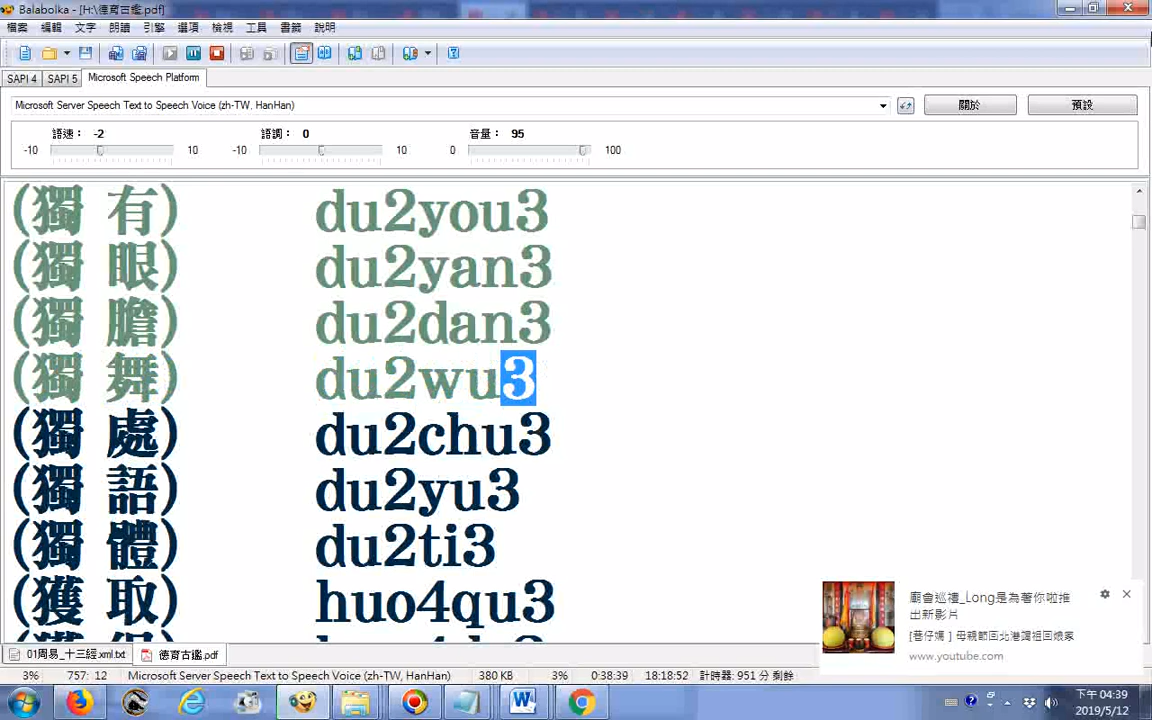 Balabolka - [H:\德育古鑑.pdf]
檔案 編輯 文字 朗讀 引擎 選項 檢視 工具 書籤 說明
SAPI 4 SAPI 5 Microsoft Speech Platform
Microsoft Server Speech Text to Speech Voice (zh-TW, HanHan) 關於 預設
語速： -2 語調： 0 音量： 95
-10 10 -10 10 0 100
(獨 有) du2you3
(獨 眼) du2yan3
(獨 膽) du2dan3
(獨 舞) du2wu3
(獨 處) du2chu3
(獨 語) du2yu3
(獨 體) du2ti3
(獲 取) huo4qu3
廟會巡禮_Long是為著你啦推
出新影片
母親節回北港謁祖回娘家
www.youtube.com
01周易_十三經.xml.txt 德育古鑑.pdf
3% 757: 12 Microsoft Server Speech Text to Speech Voice (zh-TW, HanHan) 380 KB 3% 0:38:39 18:18:52 計時器: 951 分 剩餘
下午 04:39
2019/5/12